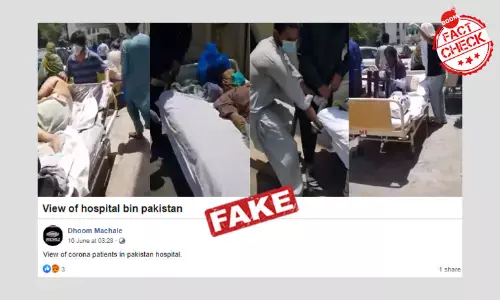 BOOM
FACT
CHECK
View of hospital bin pakistan
FAKE
Dhoom Machale
10 June at 03:23
View of corona patients in pakistan hospital.
3
1 share